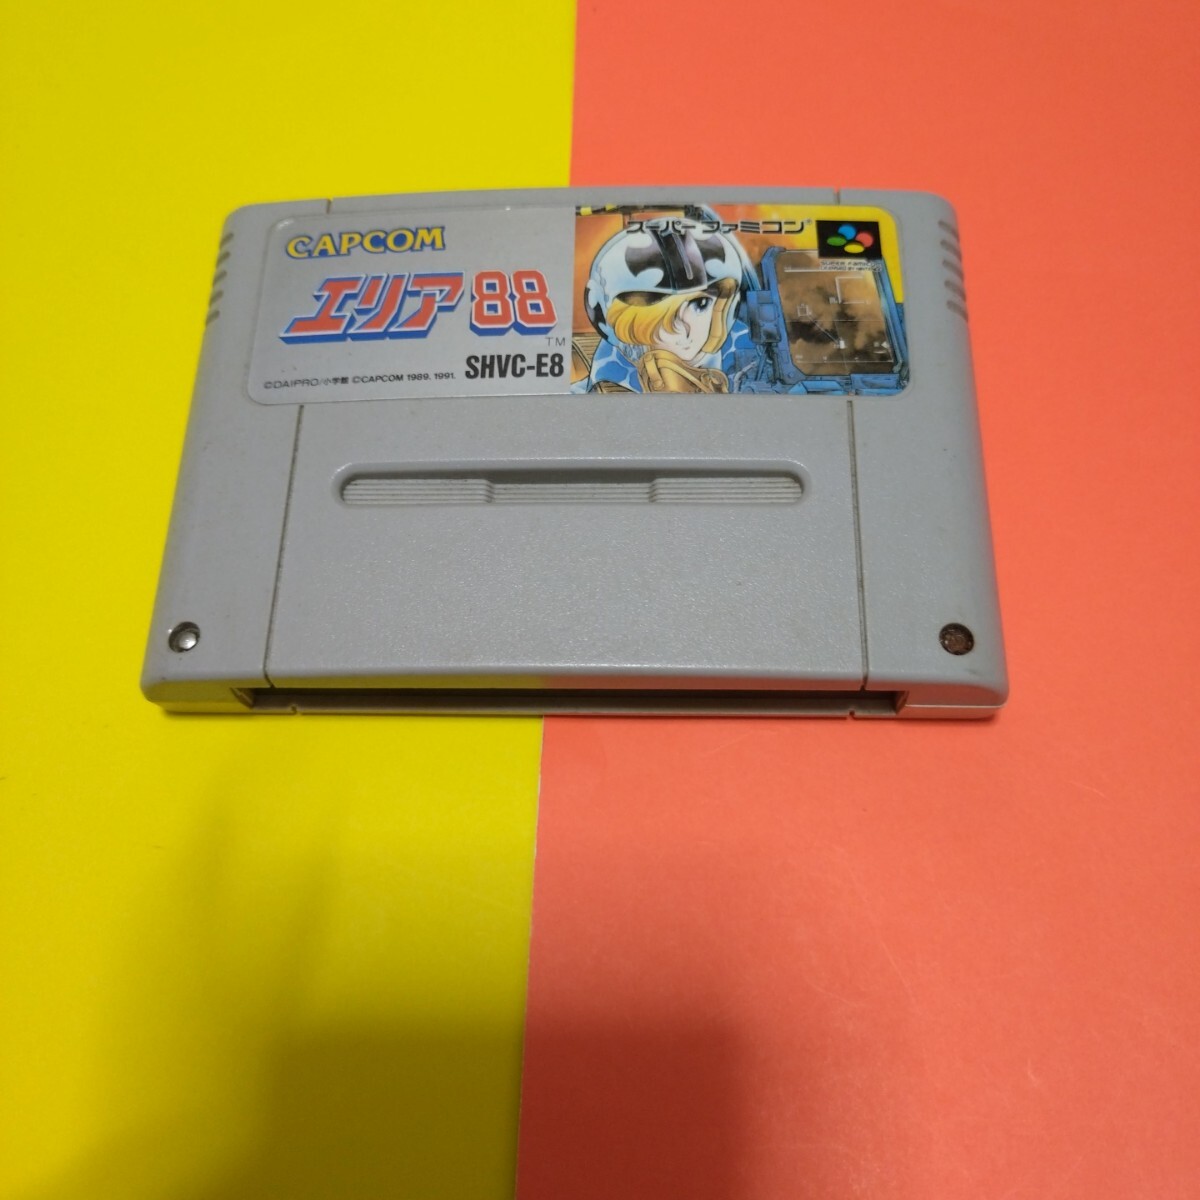 CAPCOM
エリア88
TM
SHVC-E8
©DAIPRO/小学館 ©CAPCOM 1989, 1991.
スーパーファミコン